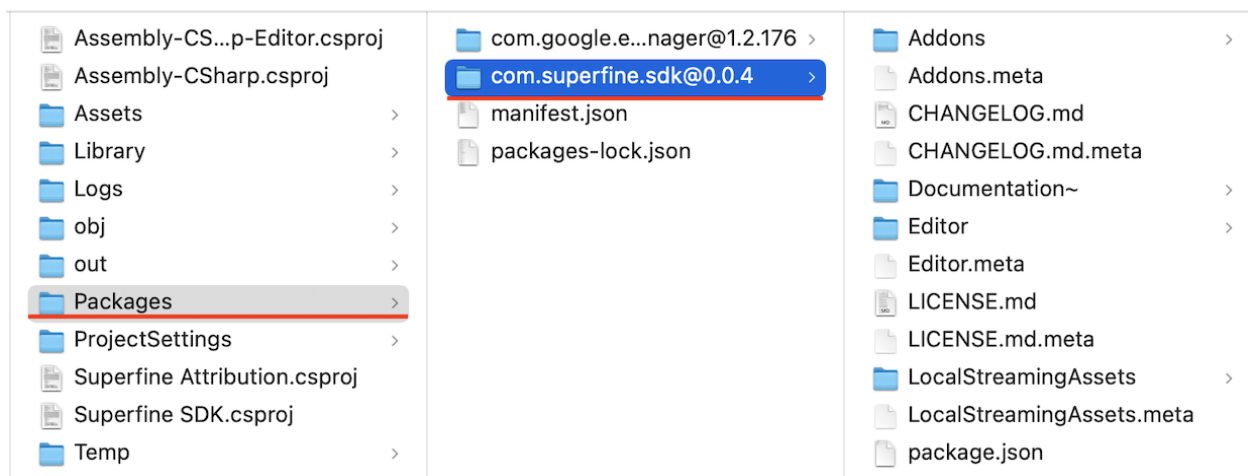 Assembly-CS...p-Editor.csproj
Assembly-CSharp.csproj
Assets
Library
Logs
obj
out
Packages
ProjectSettings
Superfine Attribution.csproj
Superfine SDK.csproj
Temp
com.google.e...nager@1.2.176
com.superfine.sdk@0.0.4
manifest.json
packages-lock.json
Addons
Addons.meta
CHANGELOG.md
CHANGELOG.md.meta
Documentation~
Editor
Editor.meta
LICENSE.md
LICENSE.md.meta
LocalStreamingAssets
LocalStreamingAssets.meta
package.json